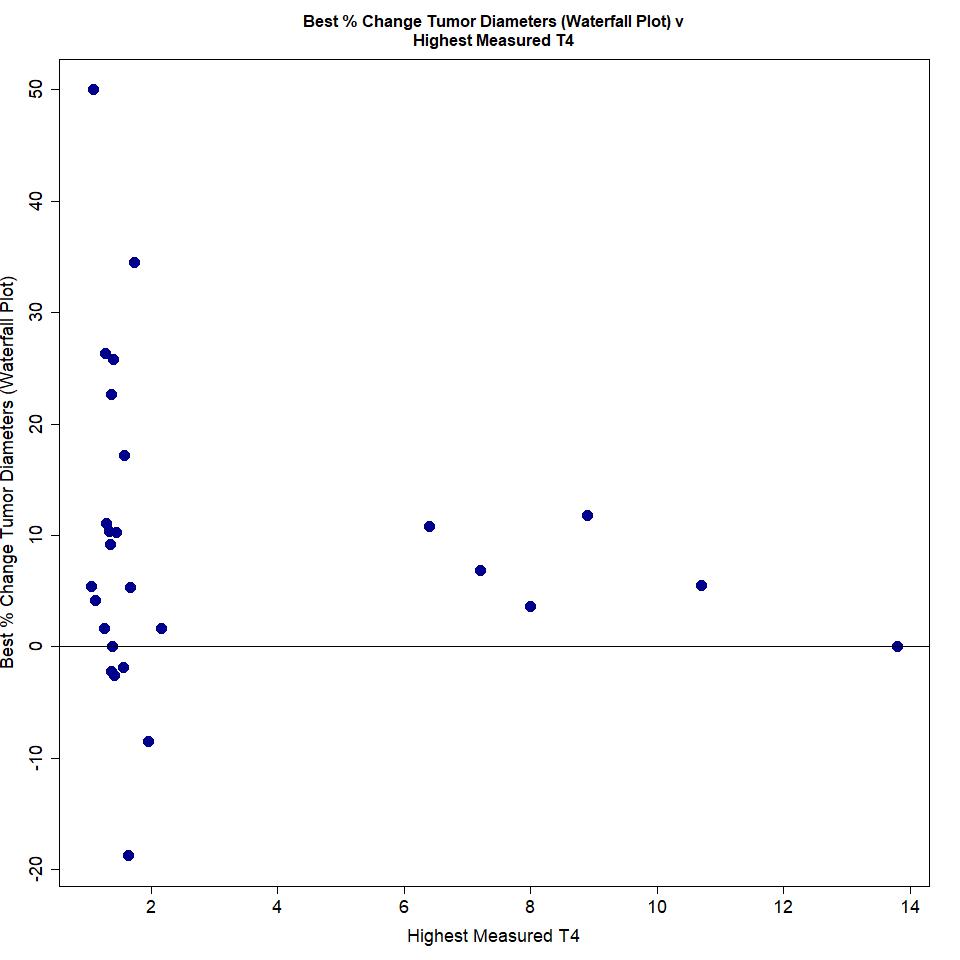 Best % Change Tumor Diameters (Waterfall Plot) v
Highest Measured T4
Best % Change Tumor Diameters (Waterfall Plot)
50
40
30
20
10
0
-10
-20
2 4 6 8 10 12 14
Highest Measured T4